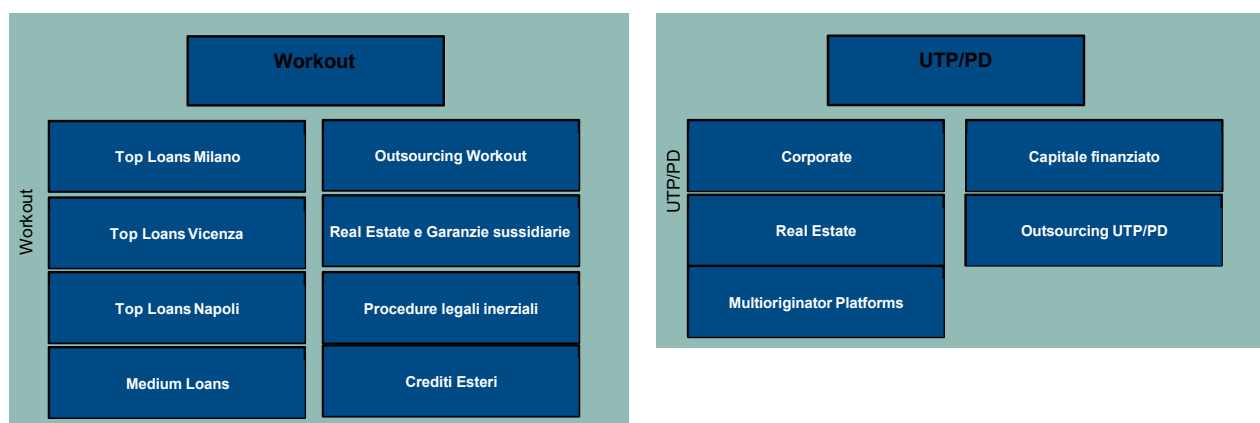 Workout
Workout
Top Loans Milano
Outsourcing Workout
Top Loans Vicenza
Real Estate e Garanzie sussidiarie
Top Loans Napoli
Procedure legali inerziali
Medium Loans
Crediti Esteri
UTP/PD
UTP/PD
Corporate
Capitale finanziato
Real Estate
Outsourcing UTP/PD
Multioriginator Platforms